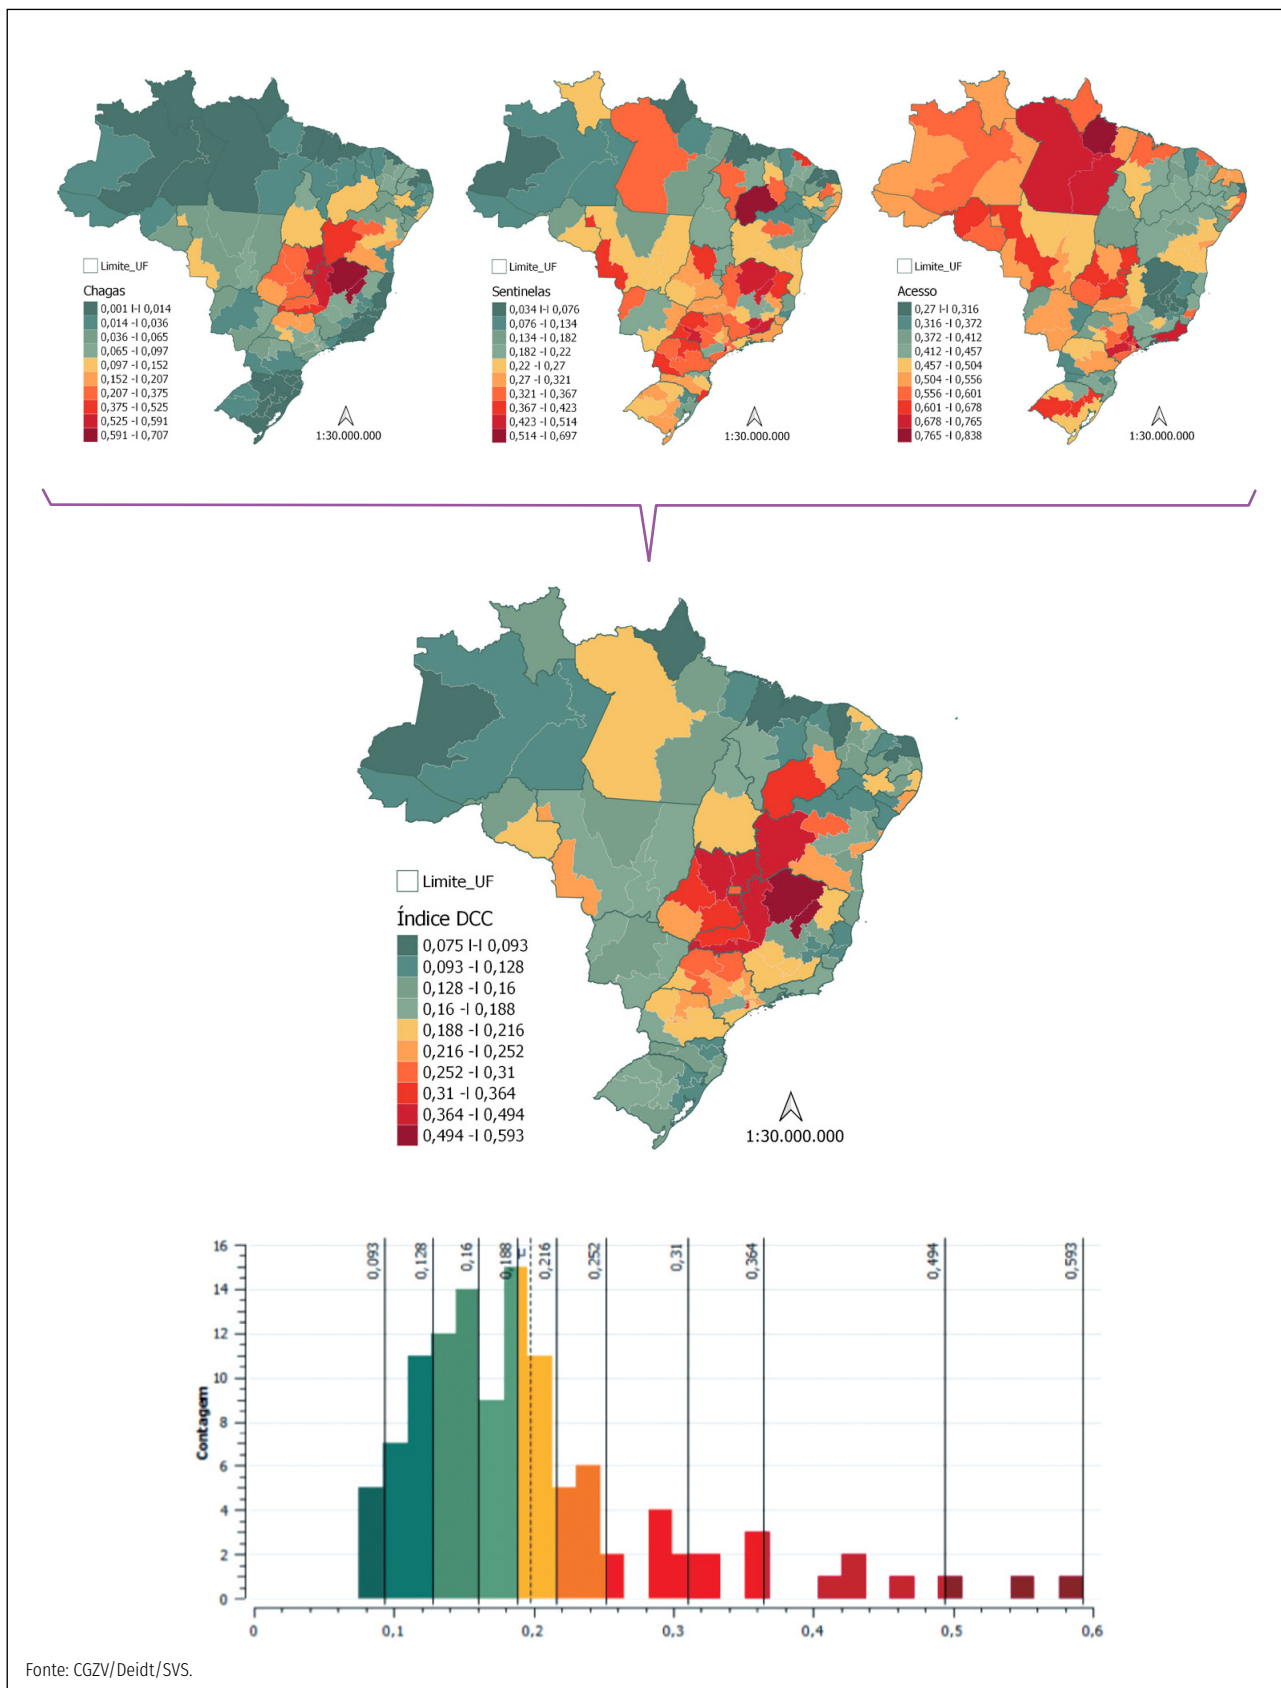 Limite_UF
Chagas
0,001 I-I 0,014
0,014 -I 0,036
0,036 -I 0,065
0,065 -I 0,097
0,097 -I 0,152
0,152 -I 0,207
0,207 -I 0,375
0,375 -I 0,525
0,525 -I 0,591
0,591 -I 0,707
1:30.000.000
Limite_UF
Sentinelas
0,034 I-I 0,076
0,076 -I 0,134
0,134 -I 0,182
0,182 -I 0,22
0,22 -I 0,27
0,27 -I 0,321
0,321 -I 0,367
0,367 -I 0,423
0,423 -I 0,514
0,514 -I 0,697
1:30.000.000
Limite_UF
Acesso
0,27 I-I 0,316
0,316 -I 0,372
0,372 -I 0,412
0,412 -I 0,457
0,457 -I 0,504
0,504 -I 0,556
0,556 -I 0,601
0,601 -I 0,678
0,678 -I 0,765
0,765 -I 0,838
1:30.000.000
Limite_UF
Índice DCC
0,075 I-I 0,093
0,093 -I 0,128
0,128 -I 0,16
0,16 -I 0,188
0,188 -I 0,216
0,216 -I 0,252
0,252 -I 0,31
0,31 -I 0,364
0,364 -I 0,494
0,494 -I 0,593
1:30.000.000
0,093 0,128 0,16 0,188 0,216 0,252 0,31 0,364 0,494 0,593
Contagem
16
14
12
10
8
6
4
2
0
0 0,1 0,2 0,3 0,4 0,5 0,6
Fonte: CGZV/Deidt/SVS.